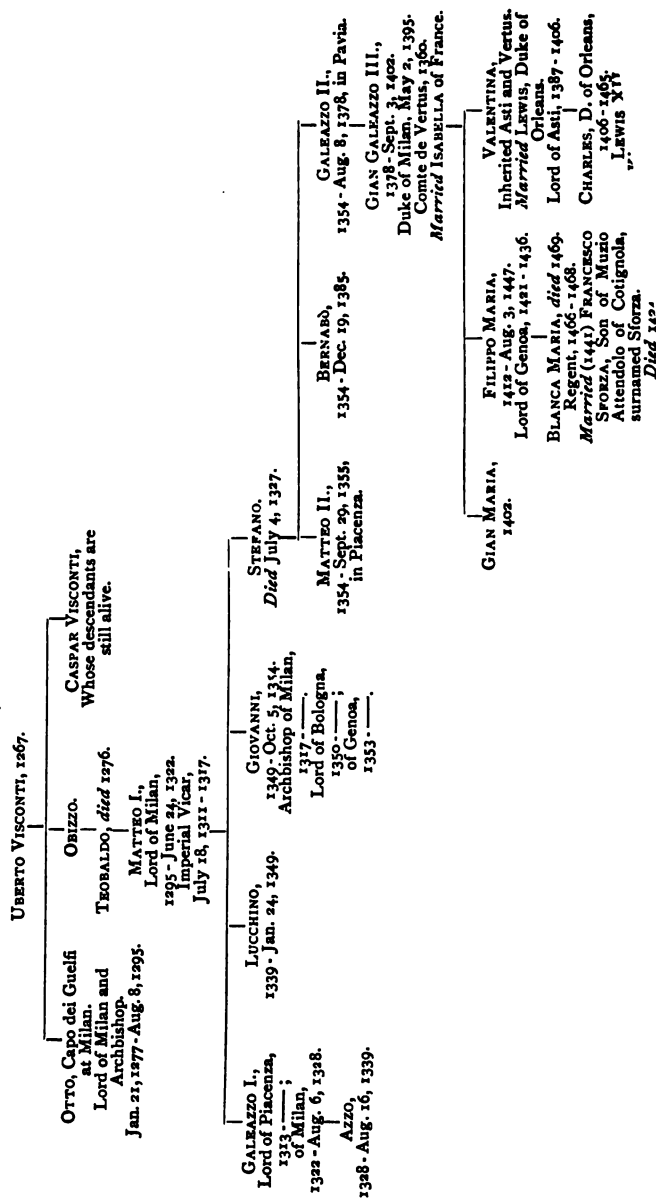 UBERTO VISCONTI, 1267.
OTTO, Capo dei Guelfi
at Milan.
Lord of Milan and
Archbishop.
Jan. 21, 1277-Aug. 8, 1295.
OBIZZO.
TEOBALDO, died 1276.
MATTEO I.,
Lord of Milan,
1295-June 24, 1322.
Imperial Vicar,
July 18, 1311-1317.
CASPAR VISCONTI,
Whose descendants are
still alive.
GALEAZZO I.,
Lord of Piacenza,
1313-——;
of Milan,
1322-Aug. 6, 1328.
AZZO,
1328-Aug. 16, 1339.
LUCCHINO,
1339-Jan. 24, 1349.
GIOVANNI,
1349-Oct. 5, 1354.
Archbishop of Milan,
1317-——.
Lord of Bologna,
1350-——;
of Genoa,
1353-——.
STEFANO.
Died July 4, 1327.
MATTEO II.,
1354-Sept. 29, 1355,
in Piacenza.
BERNABÒ,
1354-Dec. 19, 1385.
GALEAZZO II.,
1354-Aug. 8, 1378, in Pavia.
GIAN GALEAZZO III.,
1378-Sept. 3, 1402.
Duke of Milan, May 2, 1395.
Comte de Vertus, 1360.
Married ISABELLA of France.
GIAN MARIA,
1402.
FILIPPO MARIA,
1412-Aug. 3, 1447.
Lord of Genoa, 1421-1436.
BLANCA MARIA, died 1469.
Regent, 1466-1468.
Married (1441) FRANCESCO
SFORZA, Son of Muzio
Attendolo of Cotignola,
surnamed Sforza.
Died 1424
VALENTINA,
Inherited Asti and Vertus.
Married LEWIS, Duke of
Orleans.
Lord of Asti, 1387-1406.
CHARLES, D. of Orleans,
1406-1465.
LEWIS